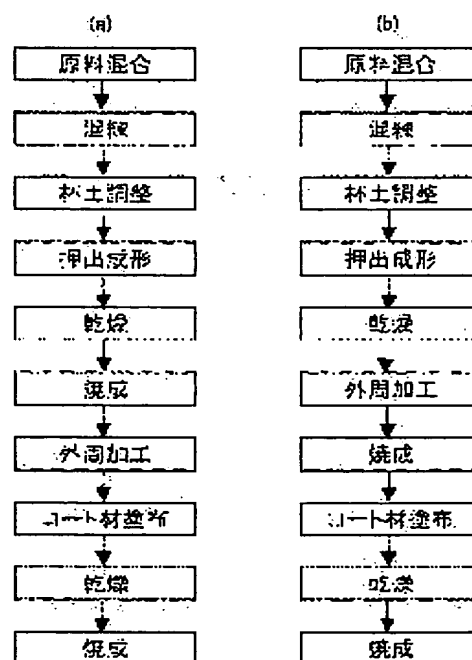 (a)
原料混合
混練
杯土調整
押出成形
乾燥
焼成
外周加工
コート材塗布
乾燥
焼成
(b)
原料混合
混練
杯土調整
押出成形
乾燥
外周加工
焼成
コート材塗布
乾燥
焼成